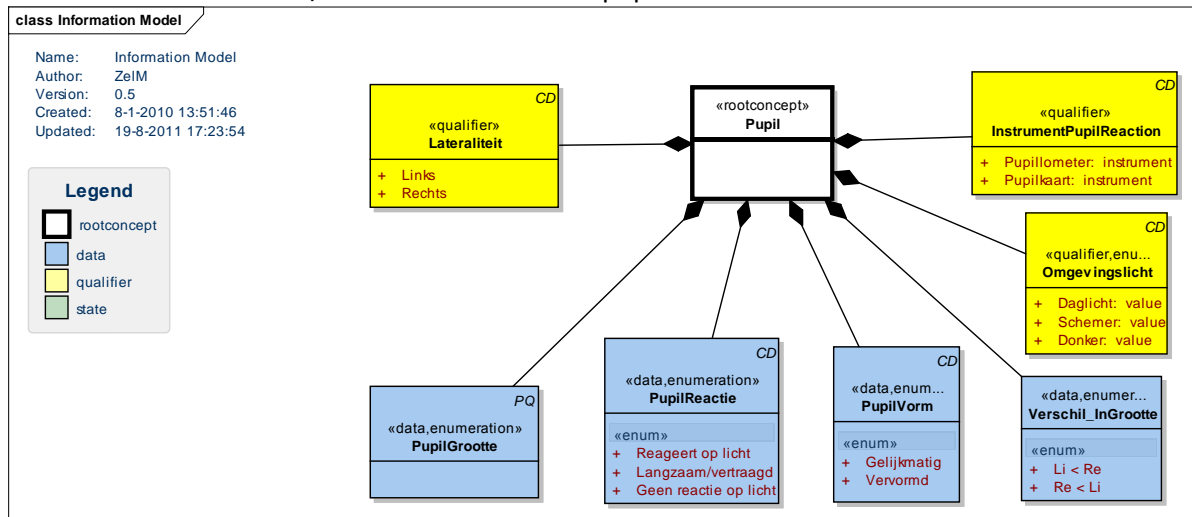 class Information Model
Name: Information Model
Author: ZelM
Version: 0.5
Created: 8-1-2010 13:51:46
Updated: 19-8-2011 17:23:54
Legend
rootconcept
data
qualifier
state
CD
«qualifier»
Lateraliteit
+ Links
+ Rechts
«rootconcept»
Pupil
CD
«qualifier»
InstrumentPupilReaction
+ Pupillometer: instrument
+ Pupilkaart: instrument
CD
«qualifier,enu...
Omgevingslicht
+ Daglicht: value
+ Schemer: value
+ Donker: value
PQ
«data,enumeration»
PupilGrootte
CD
«data,enumeration»
PupilReactie
«enum»
+ Reageert op licht
+ Langzaam/vertraagd
+ Geen reactie op licht
CD
«data,enum...
PupilVorm
«enum»
+ Gelijkmatig
+ Vervormd
«data,enumer...
Verschil_InGrootte
«enum»
+ Li < Re
+ Re < Li